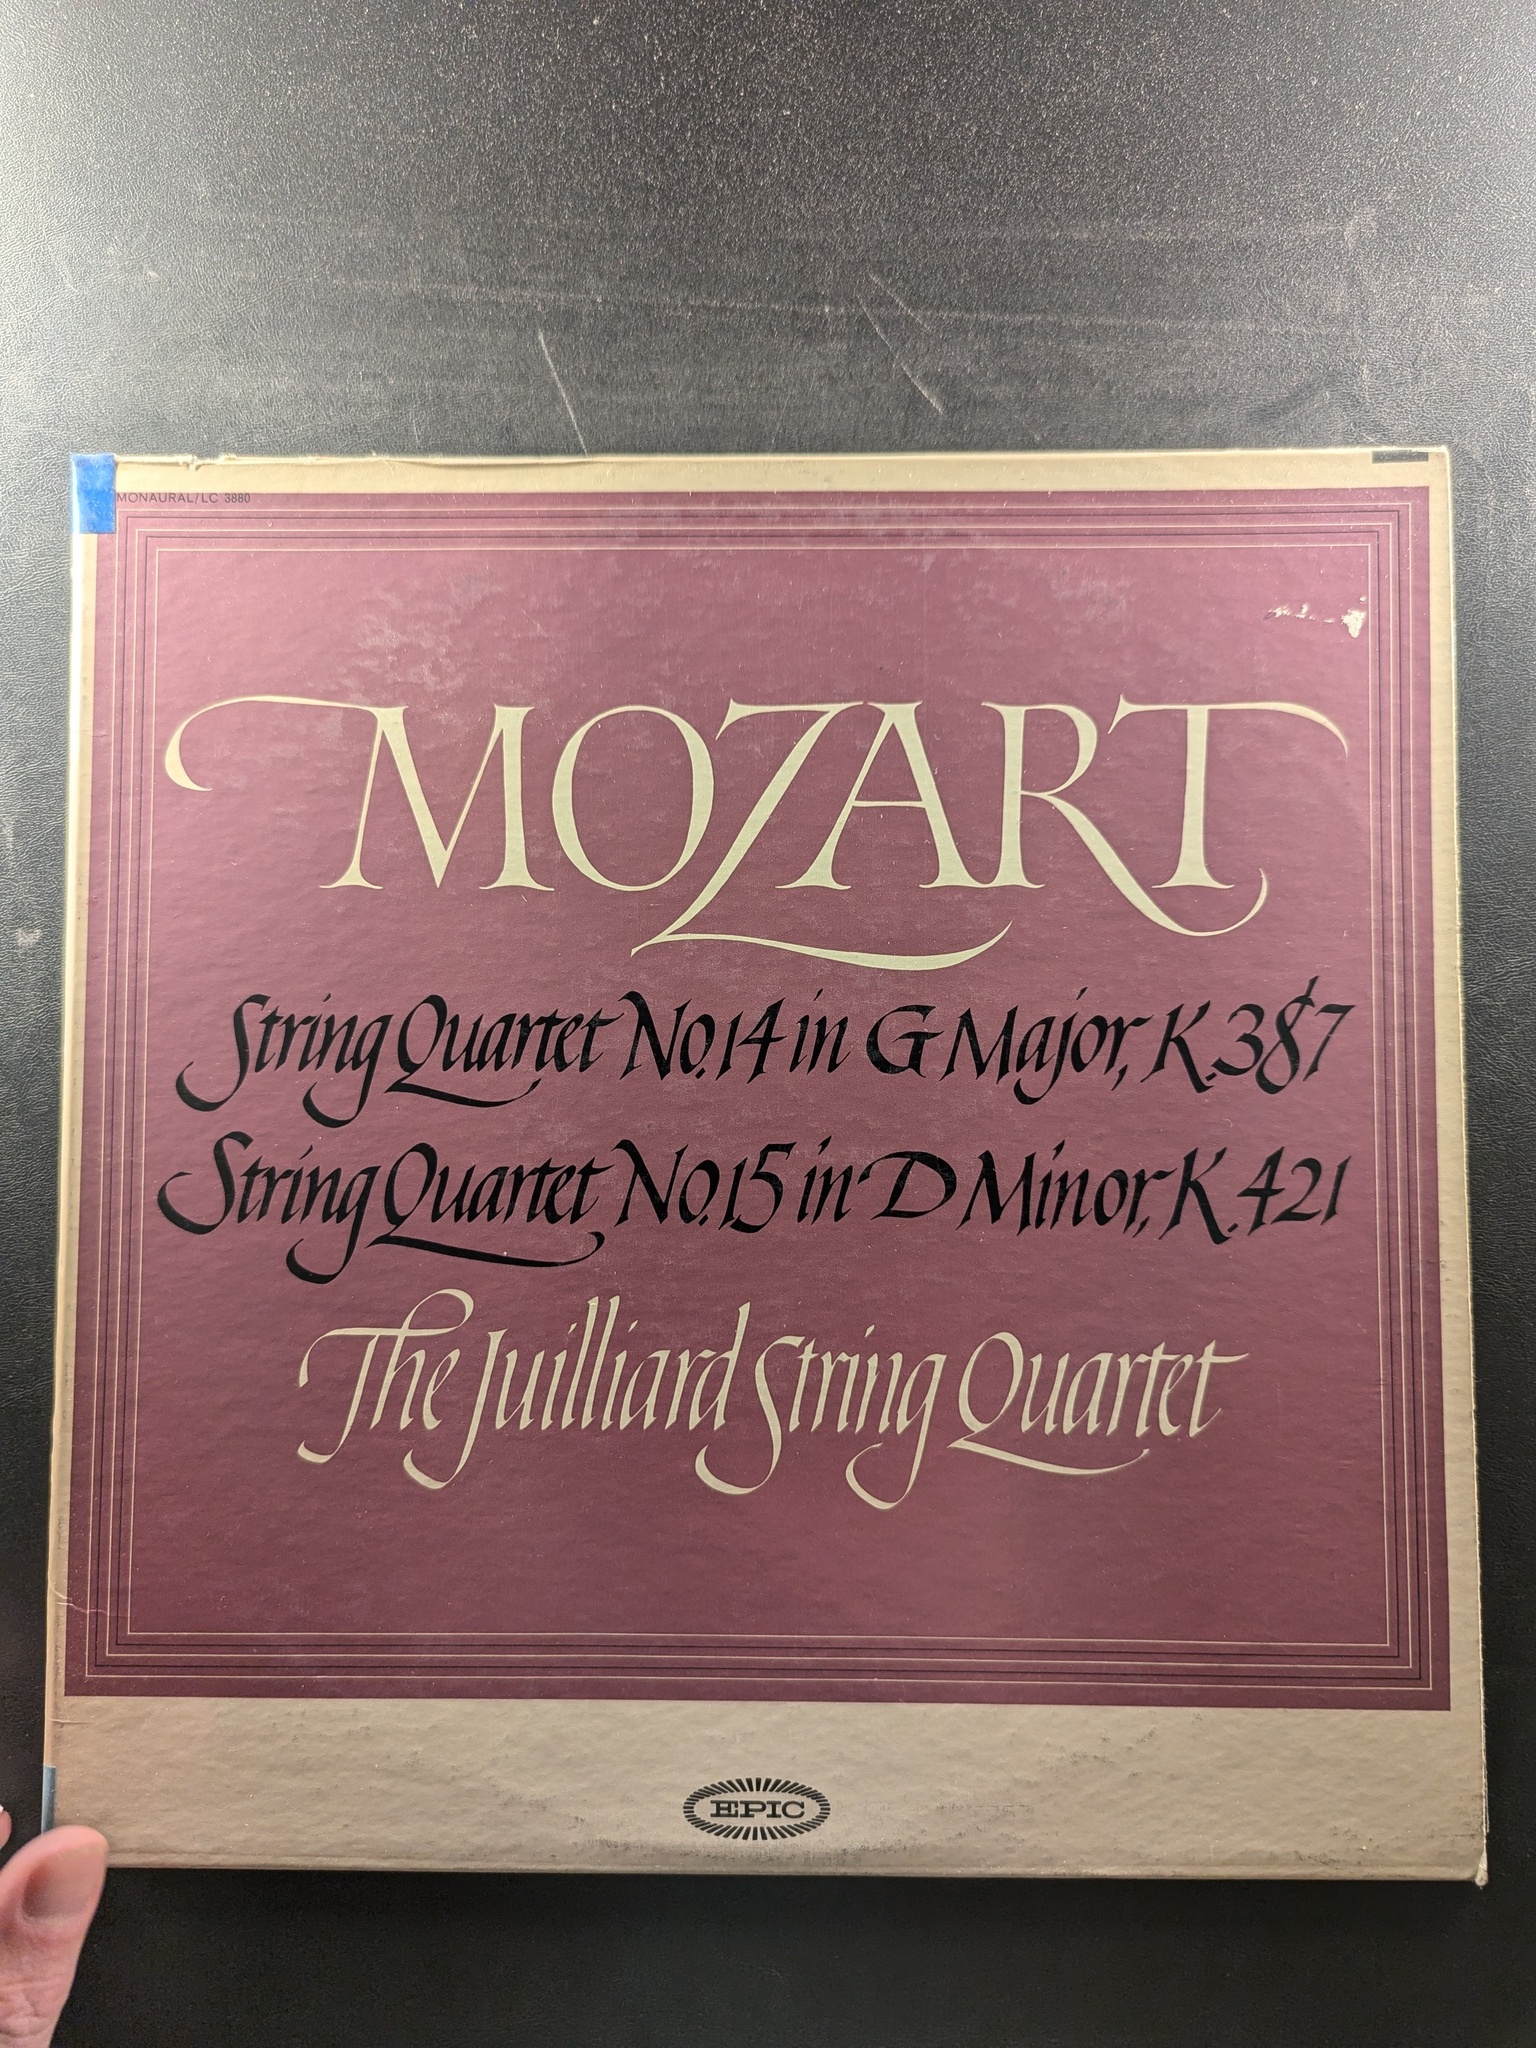 MONAURAL/LC 3880
MOZART
String Quartet No.14 in G Major, K.387
String Quartet No.15 in D Minor, K.421
The Juilliard String Quartet
EPIC